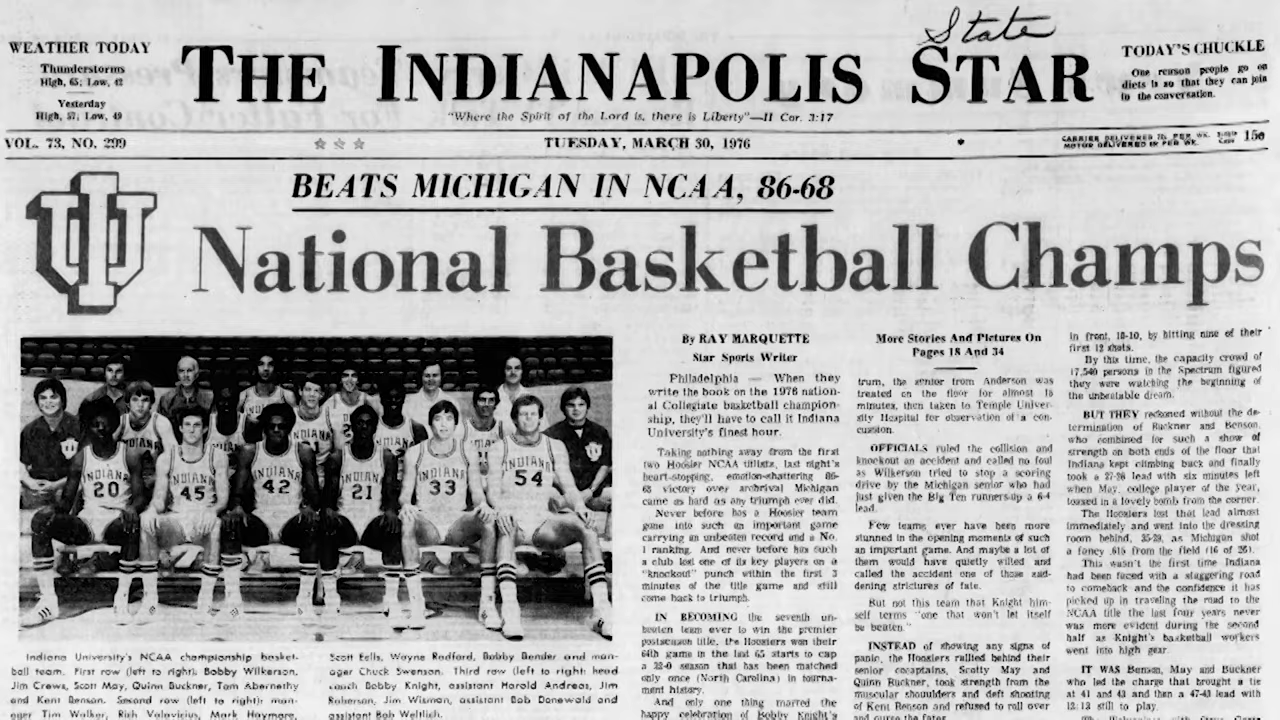 State
WEATHER TODAY
Thunderstorms
High, 65; Low, 42
Yesterday
High, 57; Low, 49
THE INDIANAPOLIS STAR
"Where the Spirit of the Lord is, there is Liberty"—II Cor. 3:17
TODAY'S CHUCKLE
One reason people go on
diets is so that they can join
in the conversation.
VOL. 73, NO. 299
TUESDAY, MARCH 30, 1976
CARRIER DELIVERED PER WK.
MOTOR DELIVERED PER WK.
15¢
IU
BEATS MICHIGAN IN NCAA, 86-68
National Basketball Champs
INDIANA
20
INDIANA
45
INDIANA
42
INDIANA
21
INDIANA
33
INDIANA
54
Indiana University's NCAA championship basket-
ball team. First row (left to right): Bobby Wilkerson,
Jim Crews, Scott May, Quinn Buckner, Tom Abernethy
and Kent Benson. Second row (left to right): man-
ager Tim Walker, Rich Valavicius, Mark Haymore,
Scott Eells, Wayne Radford, Bobby Bender and man-
ager Chuck Swenson. Third row (left to right: head
coach Bobby Knight, assistant Harold Andreas, Jim
Roberson, Jim Wisman, assistant Bob Donewald and
assistant Bob Weltlich.
By RAY MARQUETTE
Star Sports Writer
Philadelphia — When they
write the book on the 1976 nation-
al Collegiate basketball champion-
ship, they'll have to call it Indiana
University's finest hour.
Taking nothing away from the first
two Hoosier NCAA titlists, last night's
heart-stopping, emotion-shattering 86-
68 victory over archrival Michigan
came as hard as any triumph ever did.
Never before has a Hoosier team
gone into such an important game
carrying an unbeaten record and a No.
1 ranking. And never before has such
a club lost one of its key players on a
"knockout" punch within the first 3
minutes of the title game and still
come back to triumph.
IN BECOMING the seventh un-
beaten team ever to win the premier
postseason title, the Hoosiers won their
64th game in the last 65 starts to cap
a 32-0 season that has been matched
only once (North Carolina) in tourna-
ment history.
And only one thing marred the
happy celebration of Bobby Knight's
More Stories And Pictures On
Pages 18 And 34
trum, the senior from Anderson was
treated on the floor for almost 15
minutes, then taken to Temple Univer-
sity Hospital for observation of a con-
cussion.
OFFICIALS ruled the collision and
knockout an accident and called no foul
as Wilkerson tried to stop a scoring
drive by the Michigan senior who had
just given the Big Ten runners-up a 6-4
lead.
Few teams ever have been more
stunned in the opening moments of such
an important game. And maybe a lot of
them would have quietly wilted and
called the accident one of those sad-
dening strictures of fate.
But not this team that Knight him-
self terms "one that won't let itself
be beaten."
INSTEAD of showing any signs of
panic, the Hoosiers rallied behind their
senior cocaptains, Scotty May and
Quinn Buckner, took strength from the
muscular shoulders and deft shooting
of Kent Benson and refused to roll over
and curse the fates.
in front, 18-10, by hitting nine of their
first 12 shots.
By this time, the capacity crowd of
17,540 persons in the Spectrum figured
they were watching the beginning of
the unbeatable dream.
BUT THEY reckoned without the de-
termination of Buckner and Benson,
who combined for such a show of
strength on both ends of the floor that
Indiana kept climbing back and finally
took a 27-26 lead with six minutes left
when May, college player of the year,
tossed in a lovely bomb from the corner.
The Hoosiers lost that lead almost
immediately and went into the dressing
room behind, 35-29, as Michigan shot
a fancy .615 from the field (16 of 26).
This wasn't the first time Indiana
had been faced with a staggering road
to comeback and the confidence it has
picked up in traveling the road to the
NCAA title the last four years never
was more evident during the second
half as Knight's basketball workers
went into high gear.
IT WAS Benson, May and Buckner
who led the charge that brought a tie
at 41 and 43 and then a 47-43 lead with
12:13 still to play.